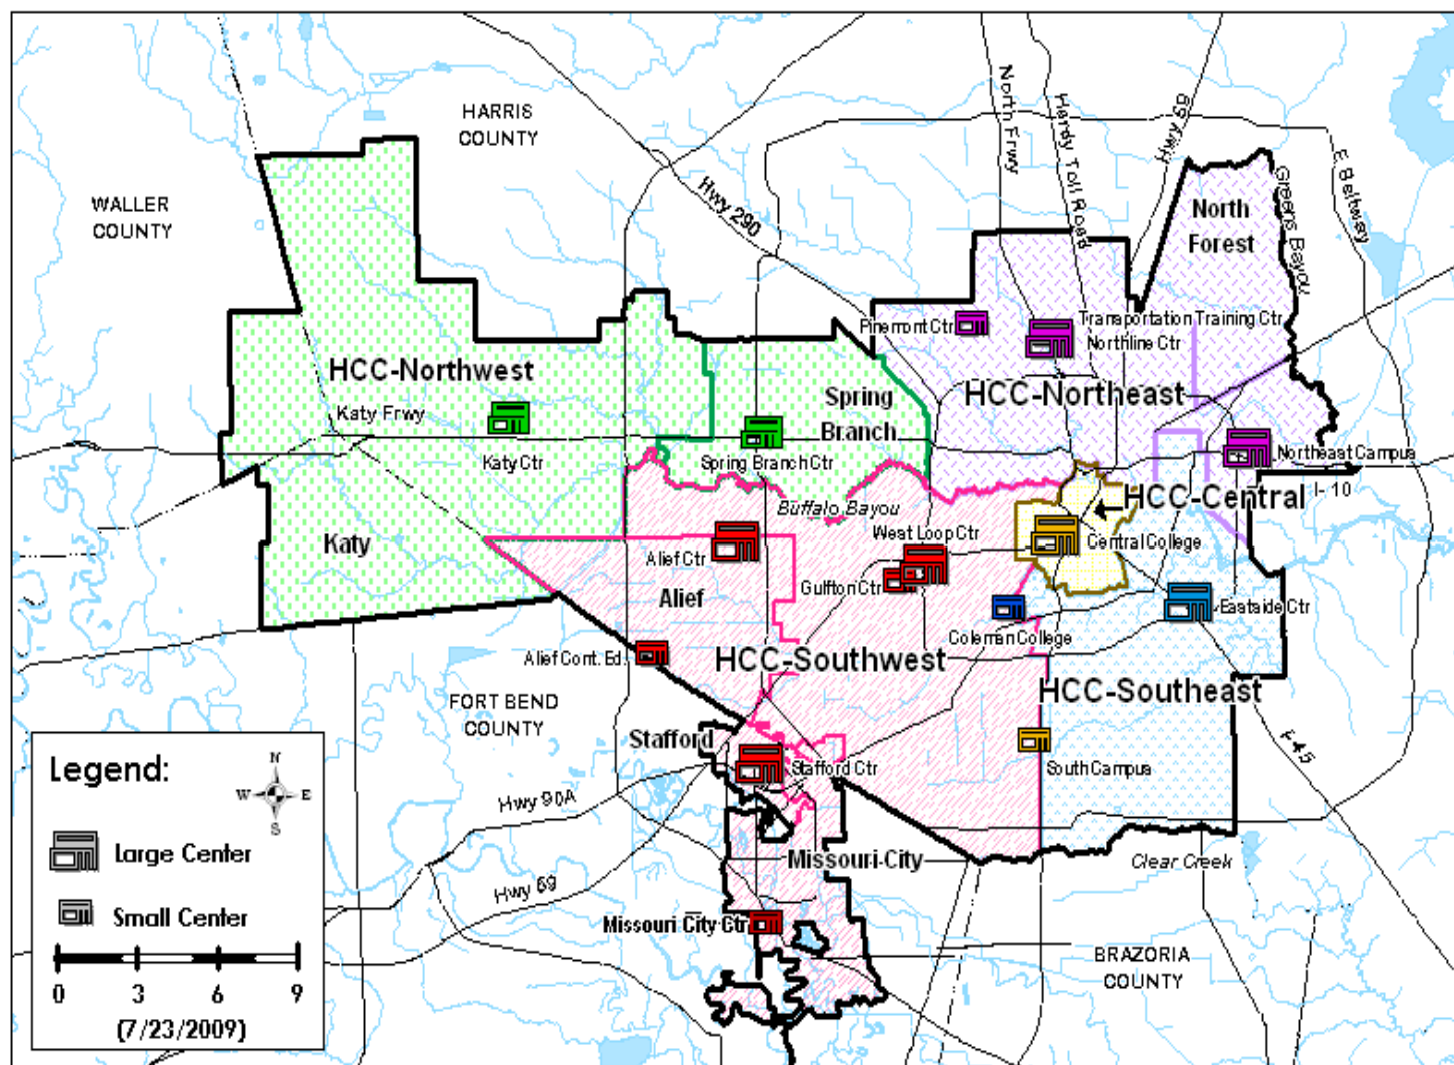 HARRIS
COUNTY
WALLER
COUNTY
Hwy 290
North Frwy
Hardy Toll Road
Hwy 59
E Beltway
Greens Bayou
North
Forest
Pinemont Ctr
Transportation Training Ctr
Northline Ctr
HCC-Northwest
HCC-Northeast
Spring
Branch
Katy Frwy
Katy Ctr
Spring Branch Ctr
Northeast Campus
I-10
HCC-Central
Buffalo Bayou
West Loop Ctr
Central College
Katy
Alief Ctr
Gulfton Ctr
Alief
Eastside Ctr
Coleman College
Alief Cont. Ed.
HCC-Southwest
HCC-Southeast
FORT BEND
COUNTY
Stafford
Stafford Ctr
South Campus
I-45
Hwy 90A
Missouri City
Clear Creek
Hwy 59
Missouri City Ctr
BRAZORIA
COUNTY
Legend:
N
W E
S
Large Center
Small Center
0 3 6 9
(7/23/2009)